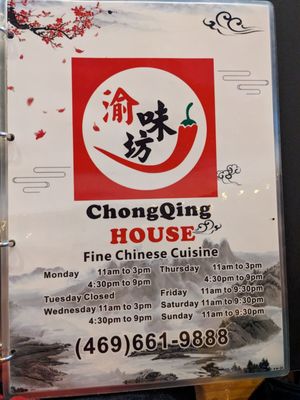 渝味坊
ChongQing
HOUSE
Fine Chinese Cuisine
Monday 11am to 3pm Thursday 11am to 3pm
4:30pm to 9pm 4:30pm to 9pm
Tuesday Closed Friday 11am to 9:30pm
Wednesday 11am to 3pm Saturday 11am to 9:30pm
4:30pm to 9pm Sunday 11am to 9:30pm
(469)661-9888